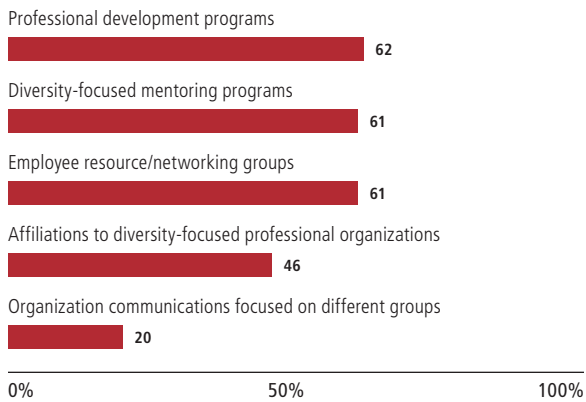 Professional development programs
62
Diversity-focused mentoring programs
61
Employee resource/networking groups
61
Affiliations to diversity-focused professional organizations
46
Organization communications focused on different groups
20
0% 50% 100%